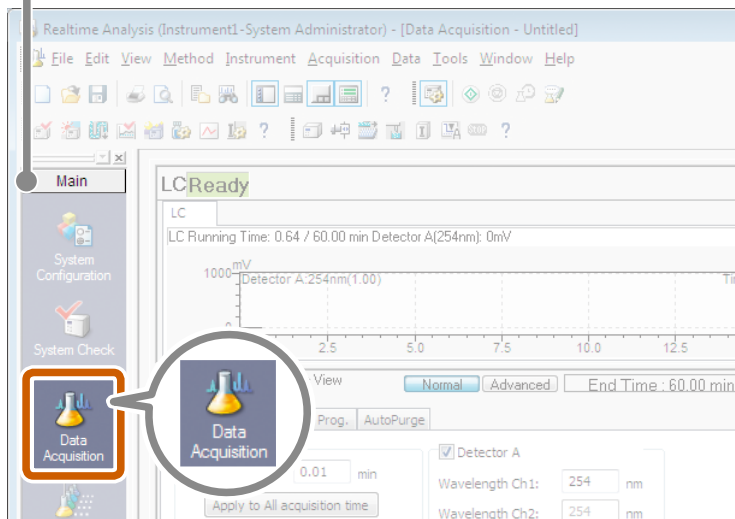 Realtime Analysis (Instrument1-System Administrator) - [Data Acquisition - Untitled]
File Edit View Method Instrument Acquisition Data Tools Window Help
Main
LC Ready
LC
LC Running Time: 0.64 / 60.00 min Detector A(254nm): 0mV
mV
1000
Detector A:254nm(1.00)
0
2.5 5.0 7.5 10.0 12.5
System
Configuration
System Check
Data
Acquisition
Data
Acquisition
View Normal Advanced End Time : 60.00 min
Prog. AutoPurge
Detector A
0.01 min
Wavelength Ch1: 254 nm
Apply to All acquisition time
Wavelength Ch2: 254 nm